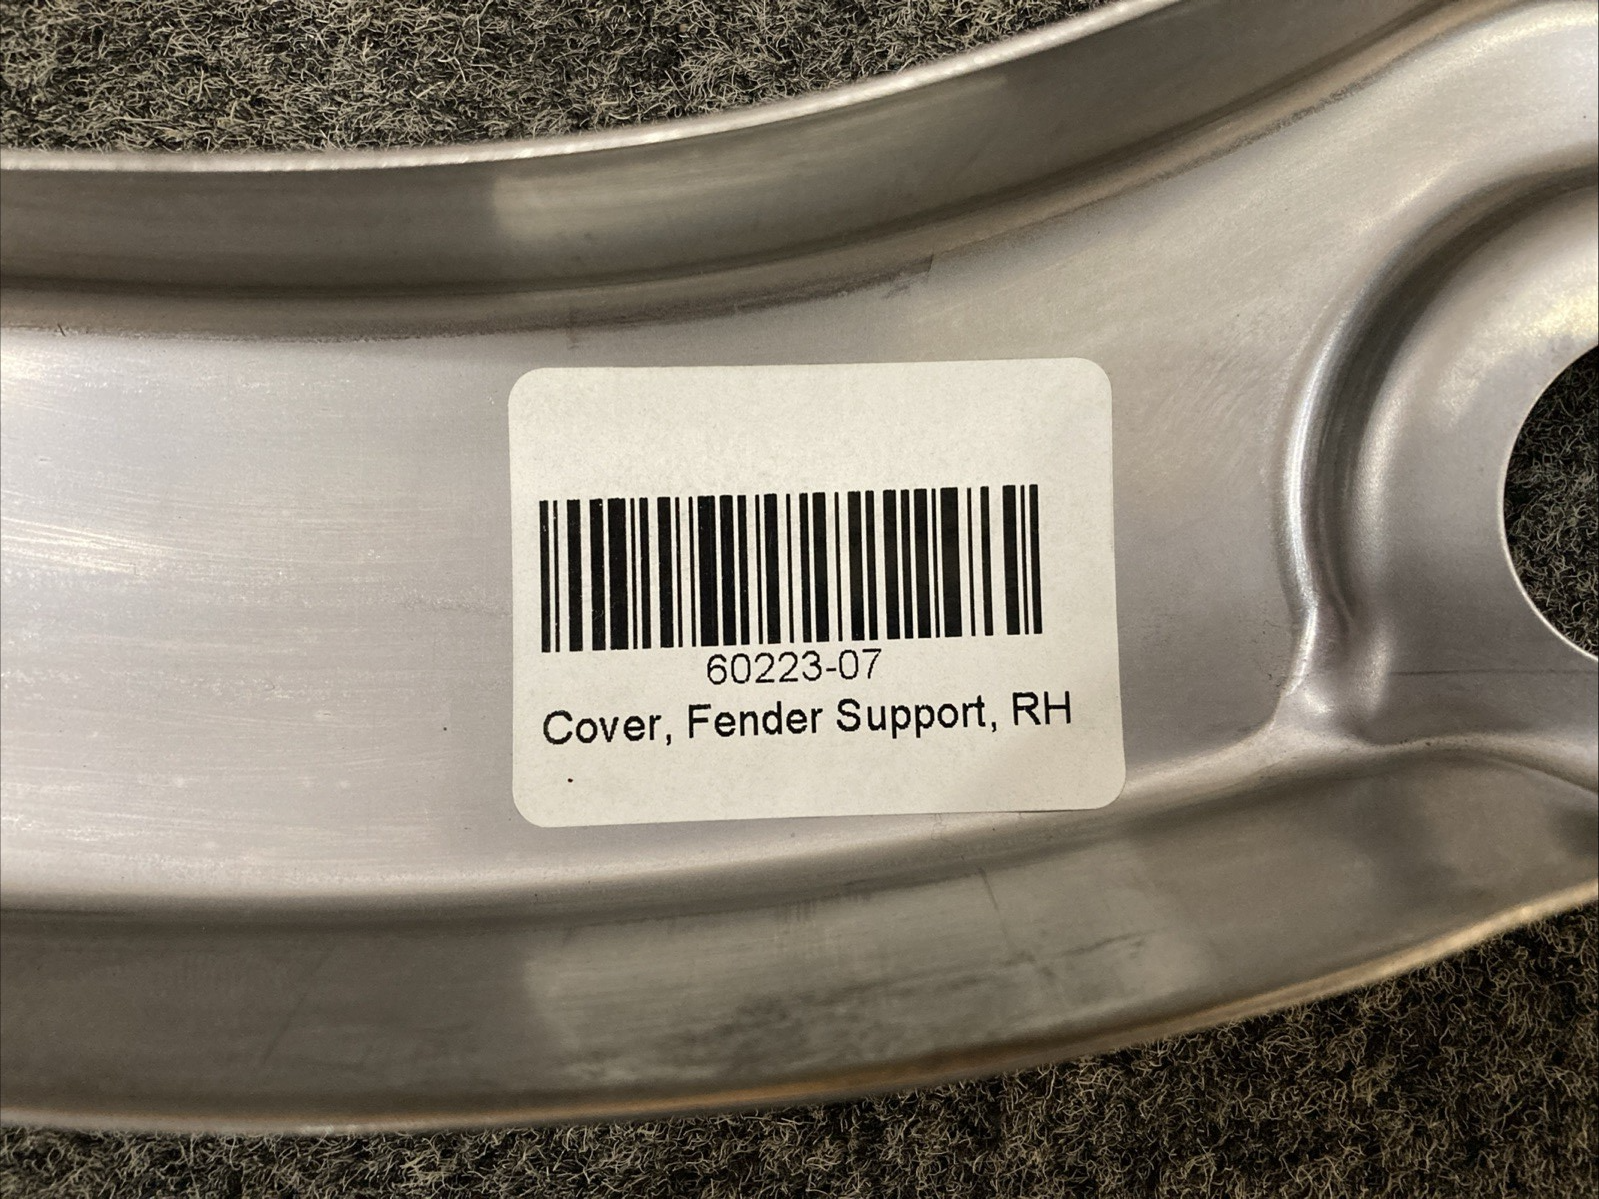 60223-07
Cover, Fender Support, RH